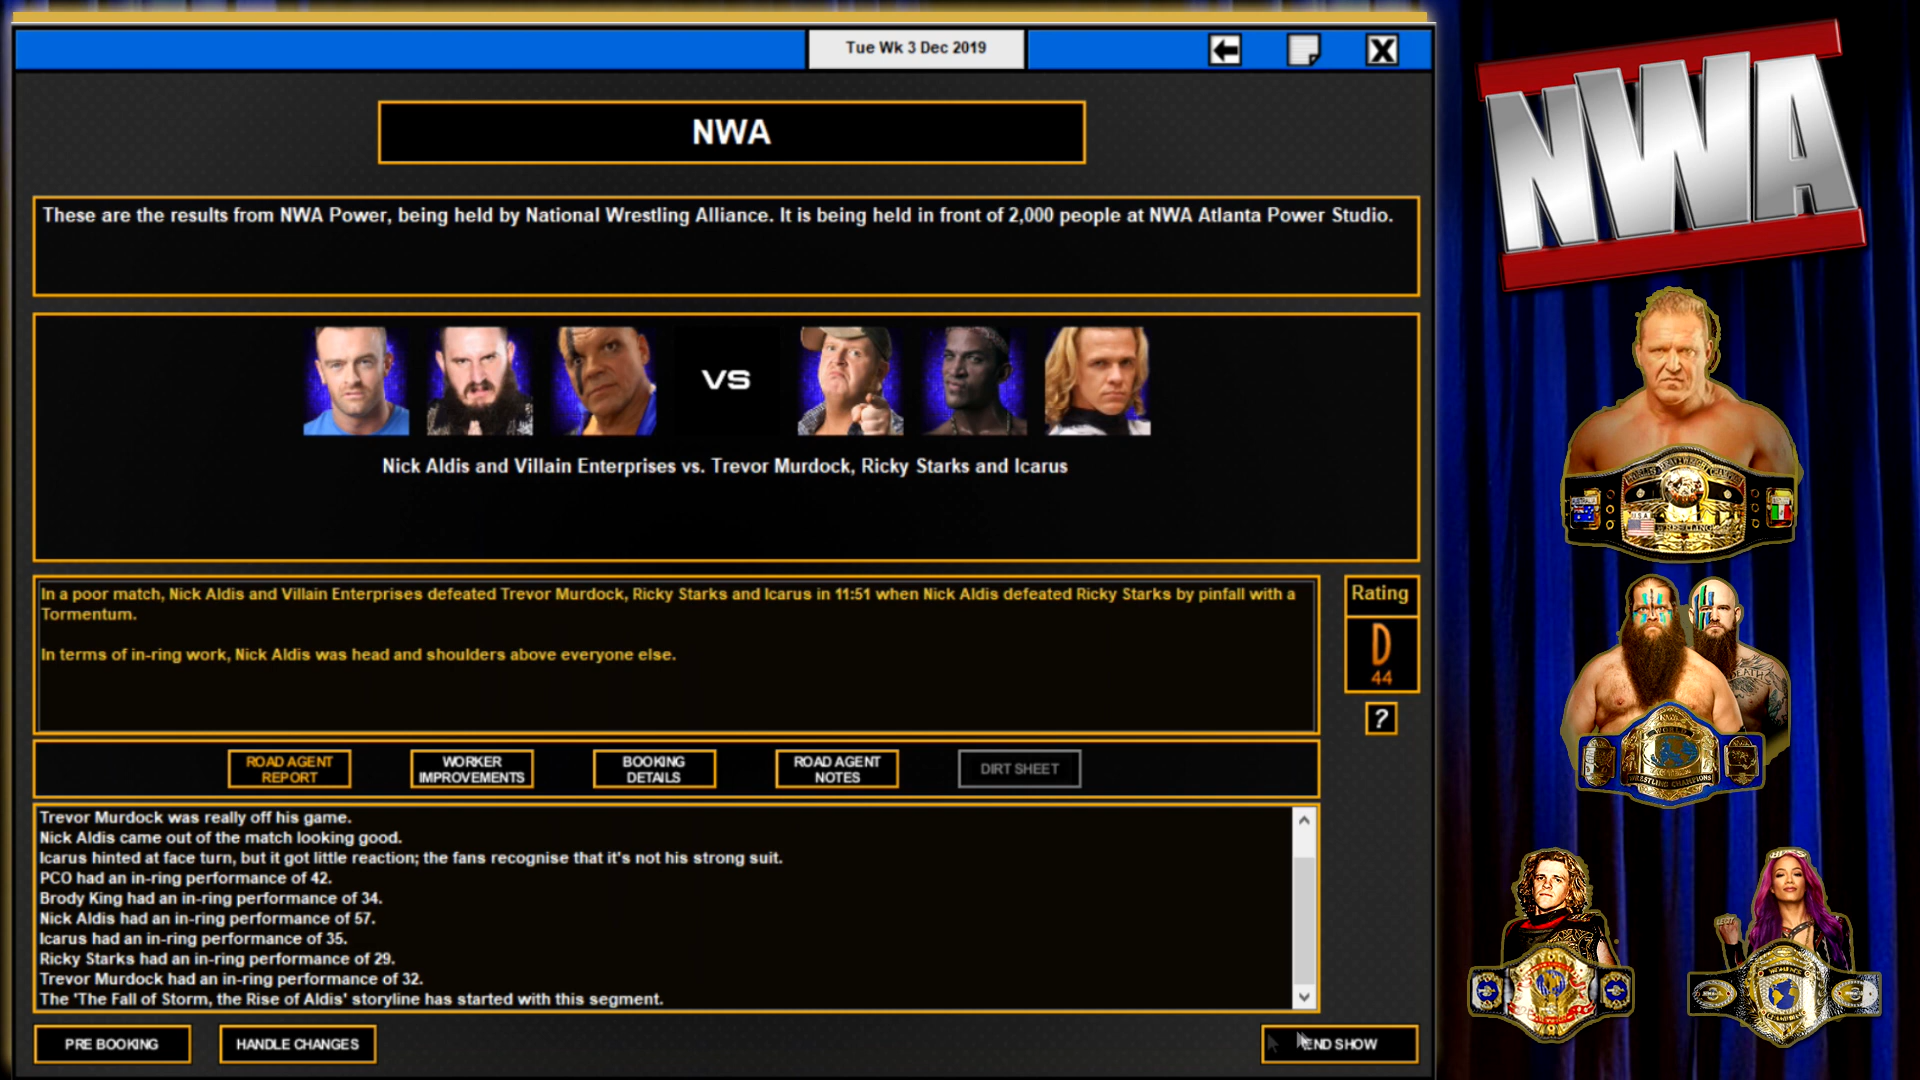 Tue Wk 3 Dec 2019
NWA
NWA
These are the results from NWA Power, being held by National Wrestling Alliance. It is being held in front of 2,000 people at NWA Atlanta Power Studio.
VS
Nick Aldis and Villain Enterprises vs. Trevor Murdock, Ricky Starks and Icarus
In a poor match, Nick Aldis and Villain Enterprises defeated Trevor Murdock, Ricky Starks and Icarus in 11:51 when Nick Aldis defeated Ricky Starks by pinfall with a
Tormentum.
In terms of in-ring work, Nick Aldis was head and shoulders above everyone else.
Rating
D
44
?
ROAD AGENT
REPORT
WORKER
IMPROVEMENTS
BOOKING
DETAILS
ROAD AGENT
NOTES
DIRT SHEET
Trevor Murdock was really off his game.
Nick Aldis came out of the match looking good.
Icarus hinted at face turn, but it got little reaction; the fans recognise that it's not his strong suit.
PCO had an in-ring performance of 42.
Brody King had an in-ring performance of 34.
Nick Aldis had an in-ring performance of 57.
Icarus had an in-ring performance of 35.
Ricky Starks had an in-ring performance of 29.
Trevor Murdock had an in-ring performance of 32.
The 'The Fall of Storm, the Rise of Aldis' storyline has started with this segment.
PRE BOOKING
HANDLE CHANGES
END SHOW